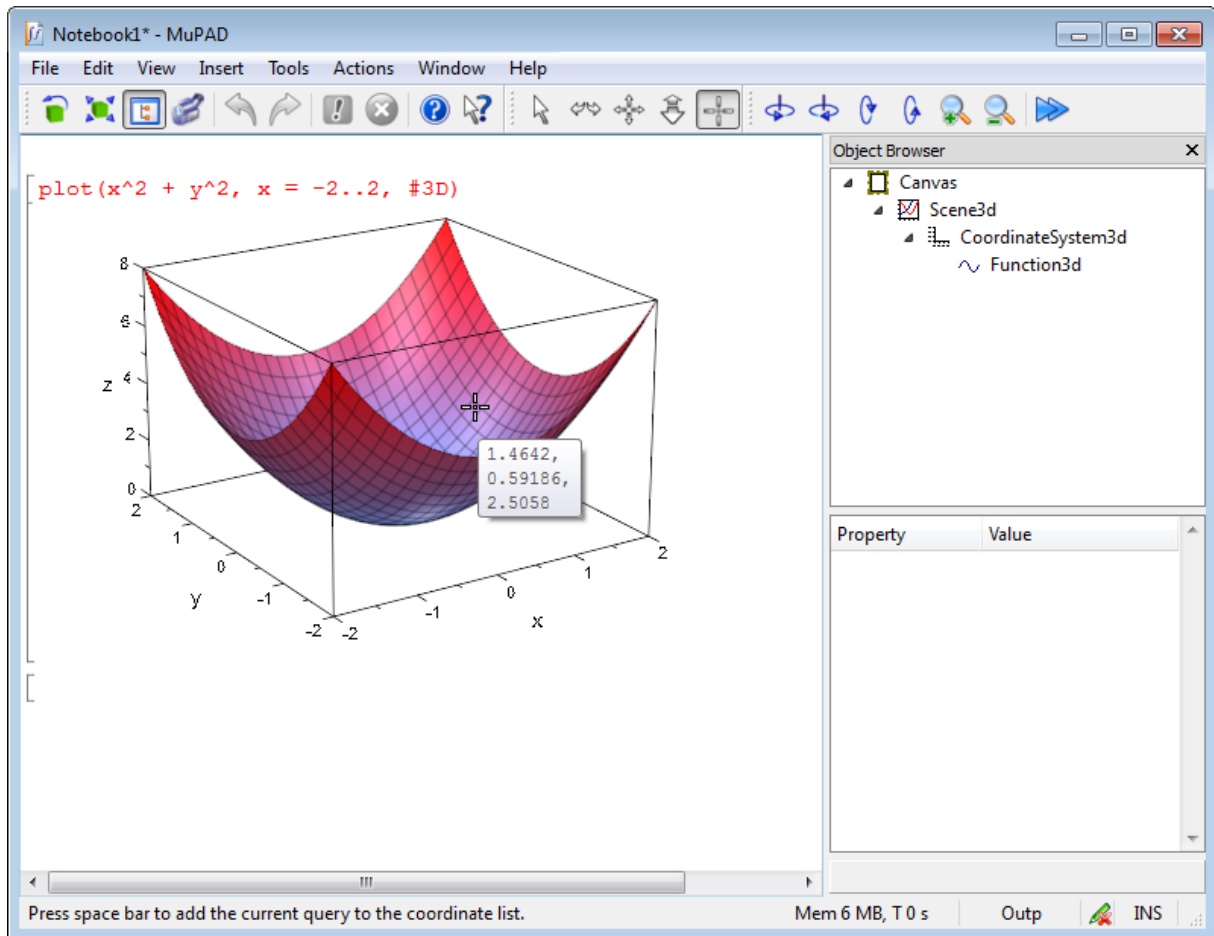 Notebook1* - MuPAD
File Edit View Insert Tools Actions Window Help
Object Browser
Canvas
Scene3d
CoordinateSystem3d
Function3d
plot(x^2 + y^2, x = -2..2, #3D)
8
6
z 4
2
0
2
1
0
y -1
-2 -2
-1
0
x
1
2
1.4642,
0.59186,
2.5058
Property Value
Press space bar to add the current query to the coordinate list. Mem 6 MB, T 0 s Outp INS